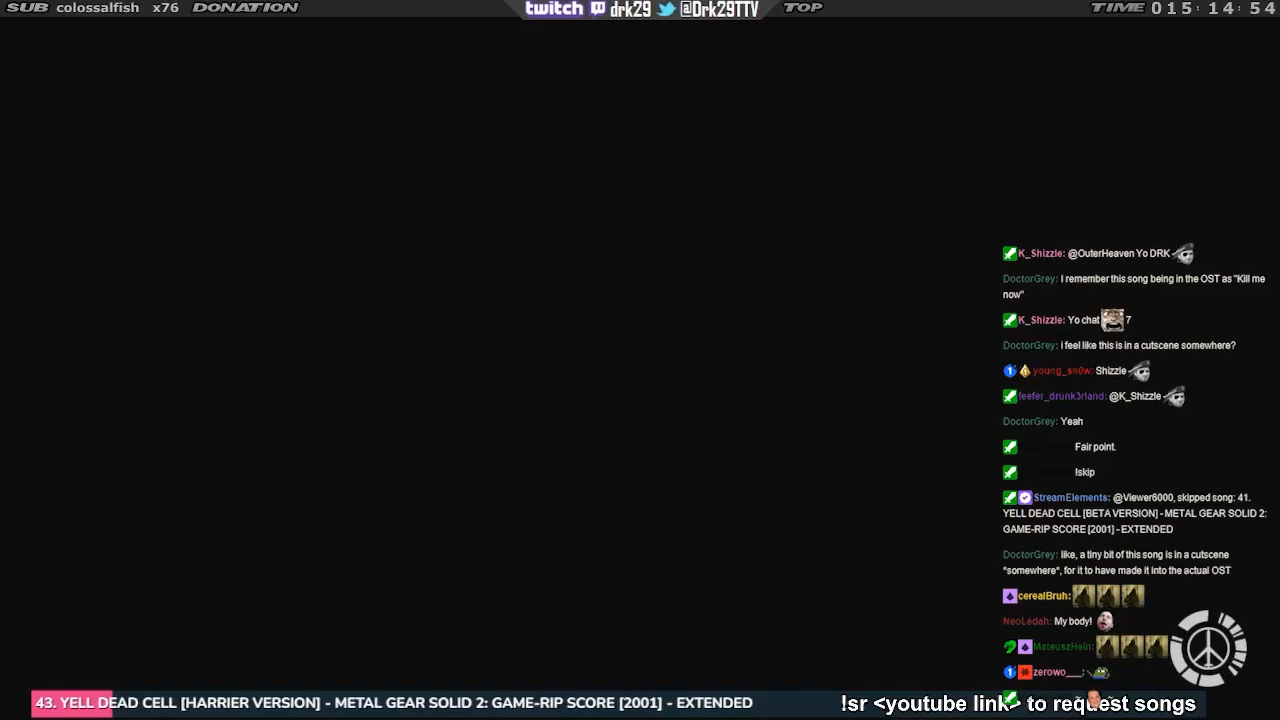 SUB colossalfish x76 DONATION twitch drk29 @Drk29TTV TOP TIME 015:14:54
K_Shizzle: @OuterHeaven Yo DRK
DoctorGrey: I remember this song being in the OST as "Kill me
now"
K_Shizzle: Yo chat 7
DoctorGrey: i feel like this is in a cutscene somewhere?
young_sn0w: Shizzle
feefer_drunk3rland: @K_Shizzle
DoctorGrey: Yeah
Fair point.
!skip
StreamElements: @Viewer6000, skipped song: 41.
YELL DEAD CELL [BETA VERSION] - METAL GEAR SOLID 2:
GAME-RIP SCORE [2001] - EXTENDED
DoctorGrey: like, a tiny bit of this song is in a cutscene
*somewhere*, for it to have made it into the actual OST
cerealBruh:
NeoLedah: My body!
MateuszHein:
zerowo___:
43. YELL DEAD CELL [HARRIER VERSION] - METAL GEAR SOLID 2: GAME-RIP SCORE [2001] - EXTENDED
!sr <youtube link> to request songs